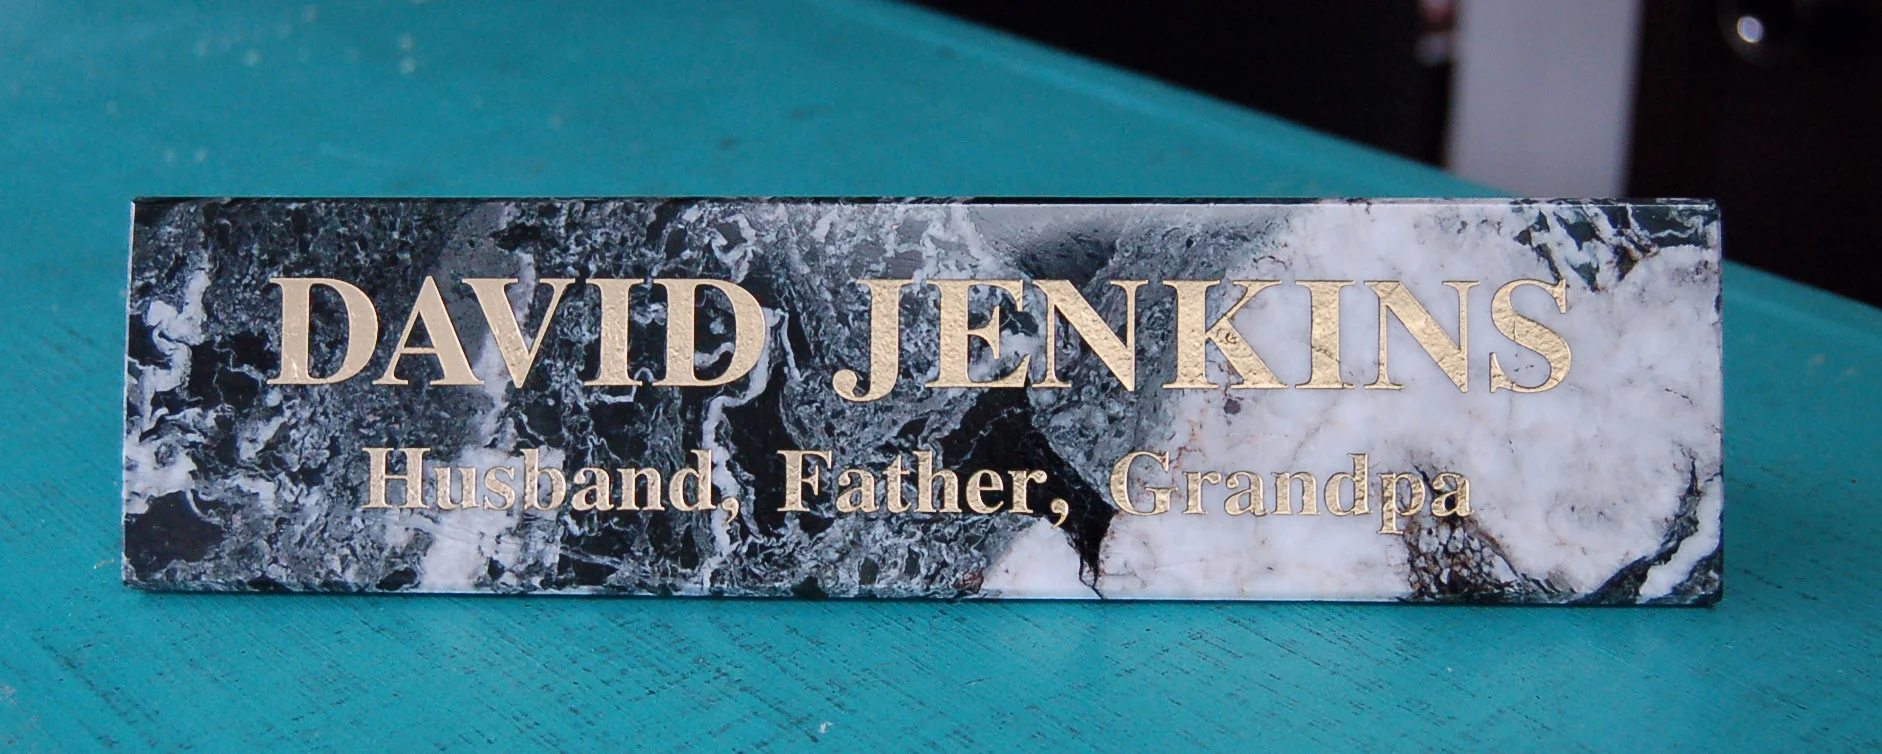 DAVID JENKINS
Husband, Father, Grandpa